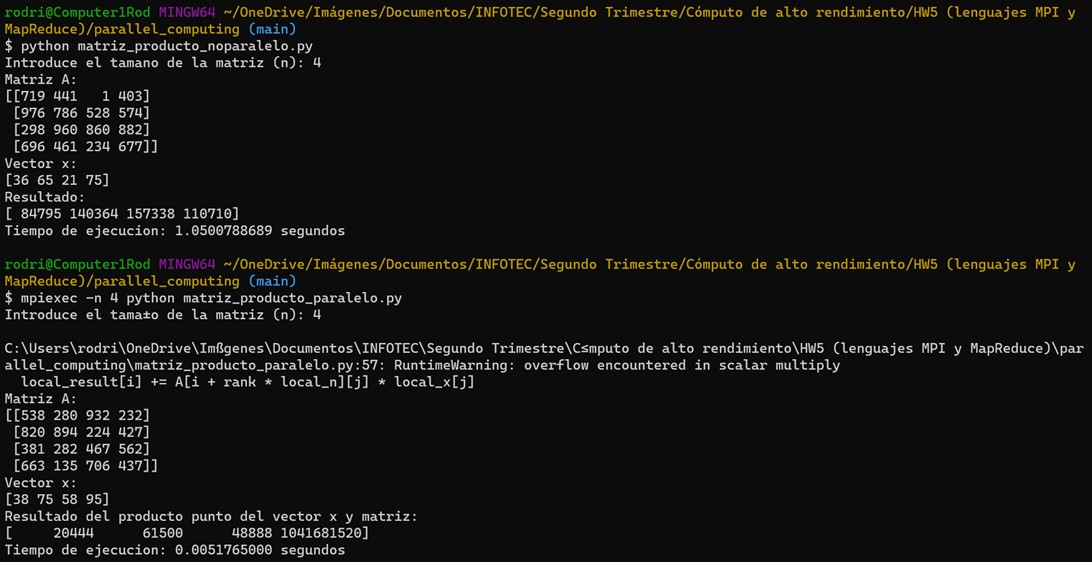 rodri@Computer1Rod MINGW64 ~/OneDrive/Imágenes/Documentos/INFOTEC/Segundo Trimestre/Cómputo de alto rendimiento/HW5 (lenguajes MPI y
MapReduce)/parallel_computing (main)
$ python matriz_producto_noparalelo.py
Introduce el tamano de la matriz (n): 4
Matriz A:
[[719 441   1 403]
 [976 786 528 574]
 [298 960 860 882]
 [696 461 234 677]]
Vector x:
[36 65 21 75]
Resultado:
[ 84795 140364 157338 110710]
Tiempo de ejecucion: 1.0500788689 segundos
rodri@Computer1Rod MINGW64 ~/OneDrive/Imágenes/Documentos/INFOTEC/Segundo Trimestre/Cómputo de alto rendimiento/HW5 (lenguajes MPI y
MapReduce)/parallel_computing (main)
$ mpiexec -n 4 python matriz_producto_paralelo.py
Introduce el tama±o de la matriz (n): 4
C:\Users\rodri\OneDrive\Imßgenes\Documentos\INFOTEC\Segundo Trimestre\C≤mputo de alto rendimiento\HW5 (lenguajes MPI y MapReduce)\par
allel_computing\matriz_producto_paralelo.py:57: RuntimeWarning: overflow encountered in scalar multiply
  local_result[i] += A[i + rank * local_n][j] * local_x[j]
Matriz A:
[[538 280 932 232]
 [820 894 224 427]
 [381 282 467 562]
 [663 135 706 437]]
Vector x:
[38 75 58 95]
Resultado del producto punto del vector x y matriz:
[     20444      61500      48888 1041681520]
Tiempo de ejecucion: 0.0051765000 segundos